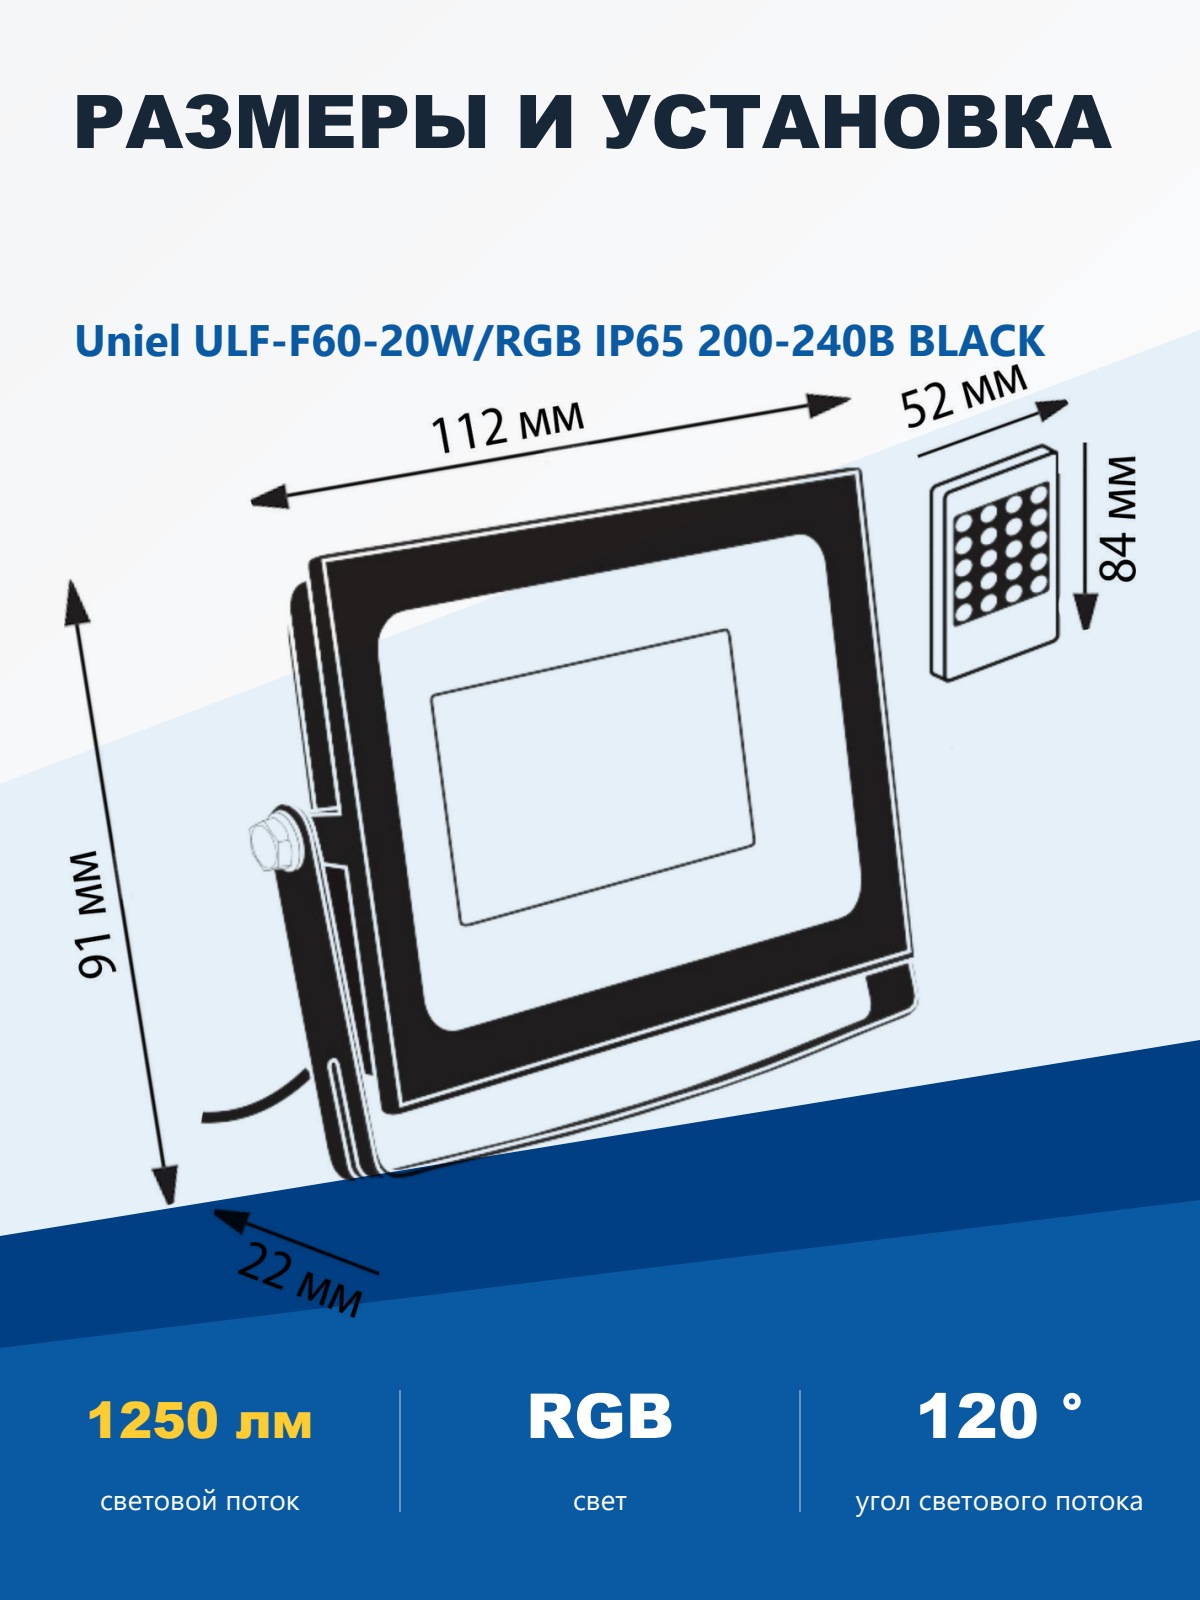 РАЗМЕРЫ И УСТАНОВКА
Uniel ULF-F60-20W/RGB IP65 200-240В BLACK
112 мм
52 мм
84 мм
91 мм
22 мм
1250 лм
световой поток
RGB
свет
120 °
угол светового потока